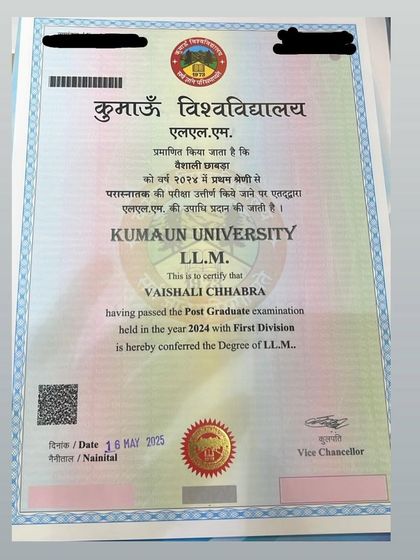 कुमाऊँ विश्वविद्यालय
1973
कुमाऊँ विश्वविद्यालय
एलएल.एम.
प्रमाणित किया जाता है कि
वैशाली छाबड़ा
को वर्ष २०२४ में प्रथम श्रेणी से
परास्नातक की परीक्षा उत्तीर्ण किये जाने पर एतद्द्वारा
एलएल.एम. की उपाधि प्रदान की जाती है ।
KUMAUN UNIVERSITY
LL.M.
This is to certify that
VAISHALI CHHABRA
having passed the Post Graduate examination
held in the year 2024 with First Division
is hereby conferred the Degree of LL.M..
दिनांक / Date 16 MAY 2025
नैनीताल / Nainital
कुलपति
Vice Chancellor